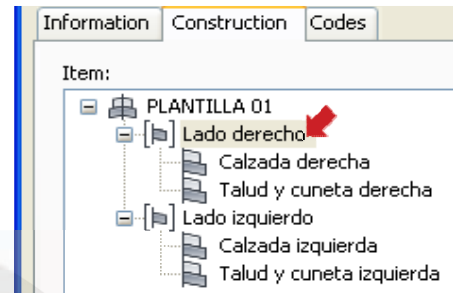 Information Construction Codes
Item:
PLANTILLA 01
Lado derecho
Calzada derecha
Talud y cuneta derecha
Lado izquierdo
Calzada izquierda
Talud y cuneta izquierda